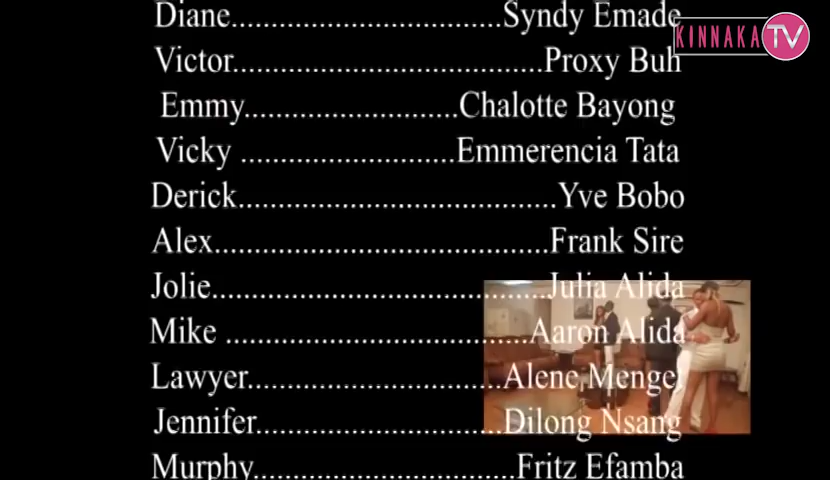 Diane..............................Syndy Emade
KINNAKA TV
Victor..................................Proxy Buh
Emmy.......................Chalotte Bayong
Vicky .......................Emmerencia Tata
Derick..................................Yve Bobo
Alex....................................Frank Sire
Jolie....................................Julia Alida
Mike .................................Aaron Alida
Lawyer...........................Alene Menget
Jennifer..........................Dilong Nsang
Murphy............................Fritz Efamba